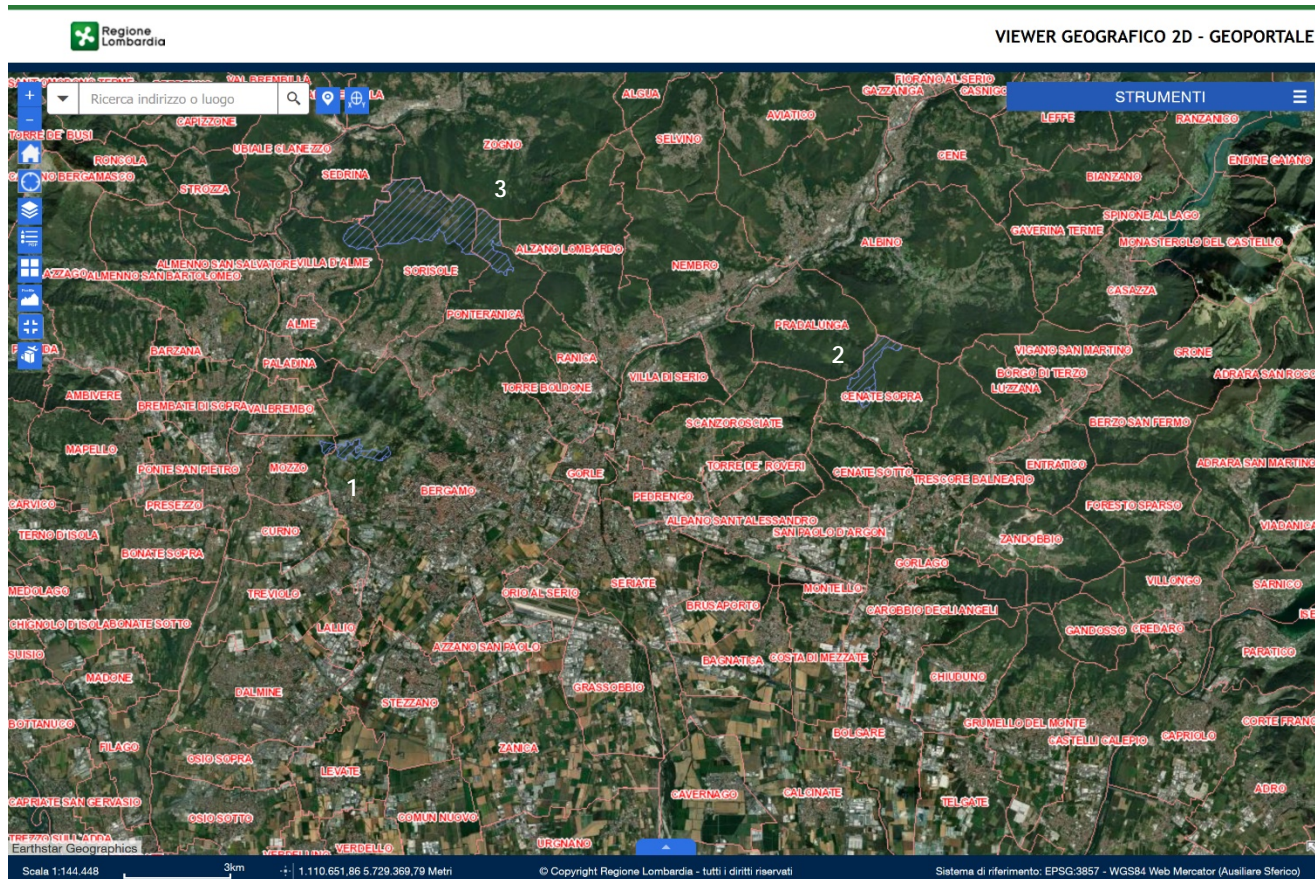 Regione
Lombardia
VIEWER GEOGRAFICO 2D - GEOPORTALE
VAL BREMBILLA
ALGUA
FIORANO AL SERIO
GAZZANIGA
CASNIGO
+
Ricerca indirizzo o luogo
STRUMENTI
−
CAPIZZONE
AVIATICO
LEFFE
RANZANICO
TORRE DE' BUSI
UBIALE CLANEZZO
ZOGNO
SELVINO
RONCOLA
CENE
ENDINE GAIANO
NO BERGAMASCO
STROZZA
SEDRINA
3
BIANZANO
SPINONE AL LAGO
GAVERINA TERME
ALZANO LOMBARDO
ALBINO
MONASTEROLO DEL CASTELLO
ALMENNO SAN SALVATORE
VILLA D'ALME'
AZZAGO
ALMENNO SAN BARTOLOMEO
SORISOLE
NEMBRO
CASAZZA
PONTERANICA
ALME'
PRADALUNGA
BARZANA
PALADINA
RANICA
2
VIGANO SAN MARTINO
GRONE
VILLA DI SERIO
BORGO DI TERZO
ADRARA SAN ROCCO
TORRE BOLDONE
LUZZANA
AMBIVERE
CENATE SOPRA
BREMBATE DI SOPRA
VALBREMBO
SCANZOROSCIATE
BERZO SAN FERMO
MAPELLO
PONTE SAN PIETRO
MOZZO
GORLE
TORRE DE' ROVERI
CENATE SOTTO
ENTRATICO
ADRARA SAN MARTINO
TRESCORE BALNEARIO
1
BERGAMO
PEDRENGO
CARVICO
PRESEZZO
FORESTO SPARSO
ALBANO SANT'ALESSANDRO
VIADANICA
TERNO D'ISOLA
CURNO
SAN PAOLO D'ARGON
ZANDOBBIO
BONATE SOPRA
GORLAGO
MEDOLAGO
TREVIOLO
ORIO AL SERIO
SERIATE
MONTELLO
VILLONGO
SARNICO
BRUSAPORTO
CAROBBIO DEGLI ANGELI
CHIGNOLO D'ISOLA
BONATE SOTTO
LALLIO
GANDOSSO
CREDARO
SUISIO
AZZANO SAN PAOLO
BAGNATICA
COSTA DI MEZZATE
PARATICO
MADONE
DALMINE
GRASSOBBIO
CHIUDUNO
STEZZANO
BOTTANUCO
BOLGARE
GRUMELLO DEL MONTE
CORTE FRANC
FILAGO
ZANICA
CASTELLI CALEPIO
CAPRIOLO
OSIO SOPRA
LEVATE
CAPRIATE SAN GERVASIO
CAVERNAGO
CALCINATE
TELGATE
ADRO
OSIO SOTTO
COMUN NUOVO
TREZZO SULL'ADDA
URGNANO
Earthstar Geographics
VERDELLO
Scala 1:144.448
3km
1.110.651,86 5.729.369,79 Metri
© Copyright Regione Lombardia - tutti i diritti riservati
Sistema di riferimento: EPSG:3857 - WGS84 Web Mercator (Ausiliare Sferico)